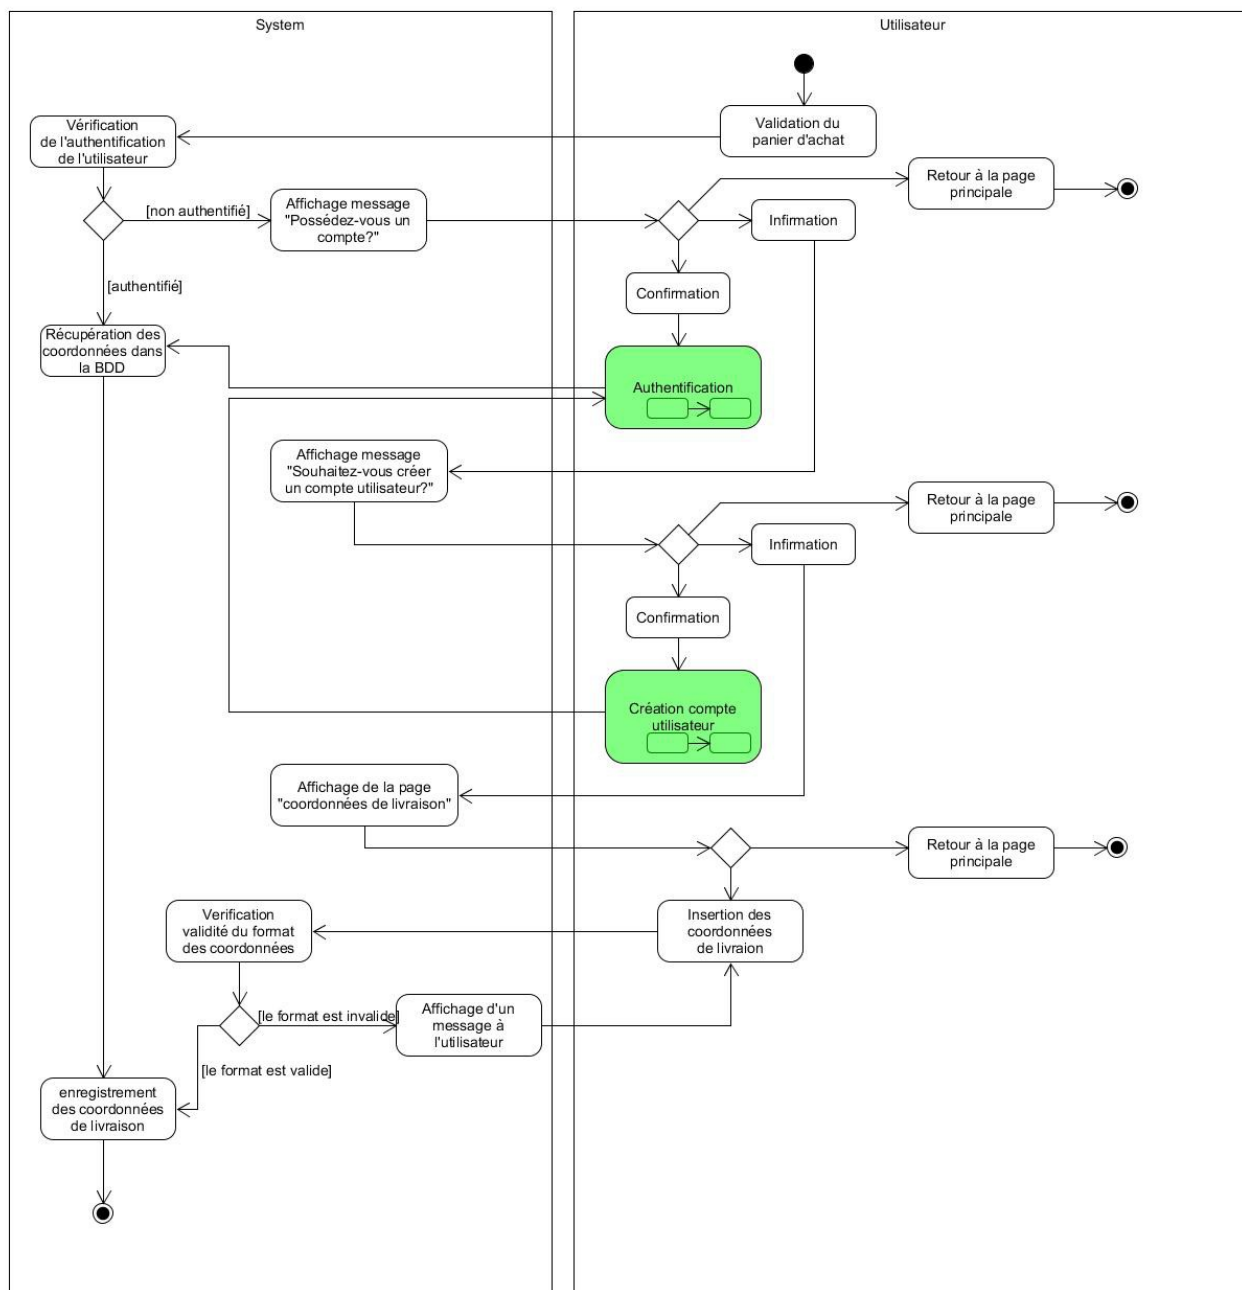 System
Utilisateur
Validation du
panier d'achat
Vérification
de l'authentification
de l'utilisateur
[non authentifié]
Affichage message
"Possédez-vous un
compte?"
Retour à la page
principale
Infirmation
Confirmation
[authentifié]
Récupération des
coordonnées dans
la BDD
Authentification
Affichage message
"Souhaitez-vous créer
un compte utilisateur?"
Retour à la page
principale
Infirmation
Confirmation
Création compte
utilisateur
Affichage de la page
"coordonnées de livraison"
Retour à la page
principale
Insertion des
coordonnées
de livraion
Verification
validité du format
des coordonnées
[le format est invalide]
Affichage d'un
message à
l'utilisateur
[le format est valide]
enregistrement
des coordonnées
de livraison